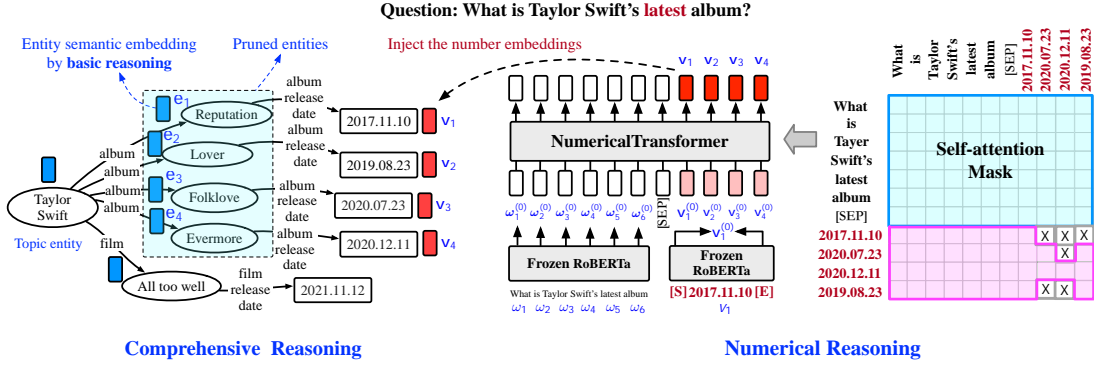 Question: What is Taylor Swift's latest album?
Entity semantic embedding
by basic reasoning
Pruned entities
Inject the number embeddings
e1
Reputation
album
release
date
2017.11.10
v1
e2
Lover
album
release
date
2019.08.23
v2
e3
Folklove
album
release
date
2020.07.23
v3
e4
Evermore
album
release
date
2020.12.11
v4
album
album
album
album
Taylor
Swift
Topic entity
film
All too well
film
release
date
2021.11.12
Comprehensive Reasoning
v1 v2 v3 v4
NumericalTransformer
ω1(0) ω2(0) ω3(0) ω4(0) ω5(0) ω6(0) [SEP] v1(0) v2(0) v3(0) v4(0)
v1(0)
Frozen RoBERTa
Frozen
RoBERTa
What is Taylor Swift's latest album
[S] 2017.11.10 [E]
ω1 ω2 ω3 ω4 ω5 ω6
V1
Numerical Reasoning
What
is
Taylor
Swift's
latest
album
[SEP]
2017.11.10
2020.07.23
2020.12.11
2019.08.23
What
is
Tayer
Swift's
latest
album
[SEP]
2017.11.10
2020.07.23
2020.12.11
2019.08.23
Self-attention
Mask
X X X
X
X X